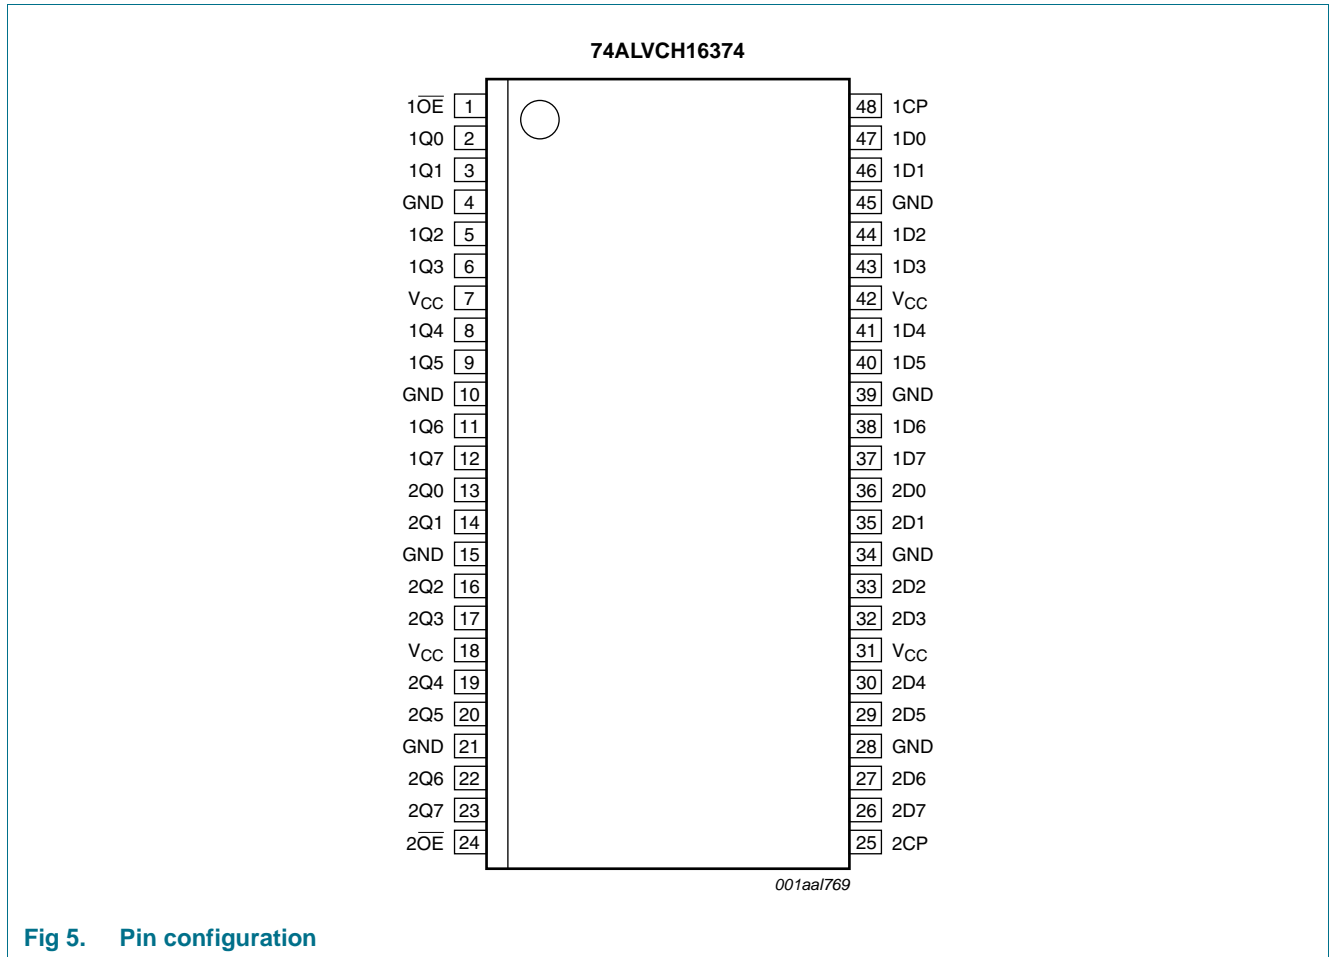 74ALVCH16374
1OE 1 48 1CP
1Q0 2 47 1D0
1Q1 3 46 1D1
GND 4 45 GND
1Q2 5 44 1D2
1Q3 6 43 1D3
VCC 7 42 VCC
1Q4 8 41 1D4
1Q5 9 40 1D5
GND 10 39 GND
1Q6 11 38 1D6
1Q7 12 37 1D7
2Q0 13 36 2D0
2Q1 14 35 2D1
GND 15 34 GND
2Q2 16 33 2D2
2Q3 17 32 2D3
VCC 18 31 VCC
2Q4 19 30 2D4
2Q5 20 29 2D5
GND 21 28 GND
2Q6 22 27 2D6
2Q7 23 26 2D7
2OE 24 25 2CP
001aal769
Fig 5. Pin configuration